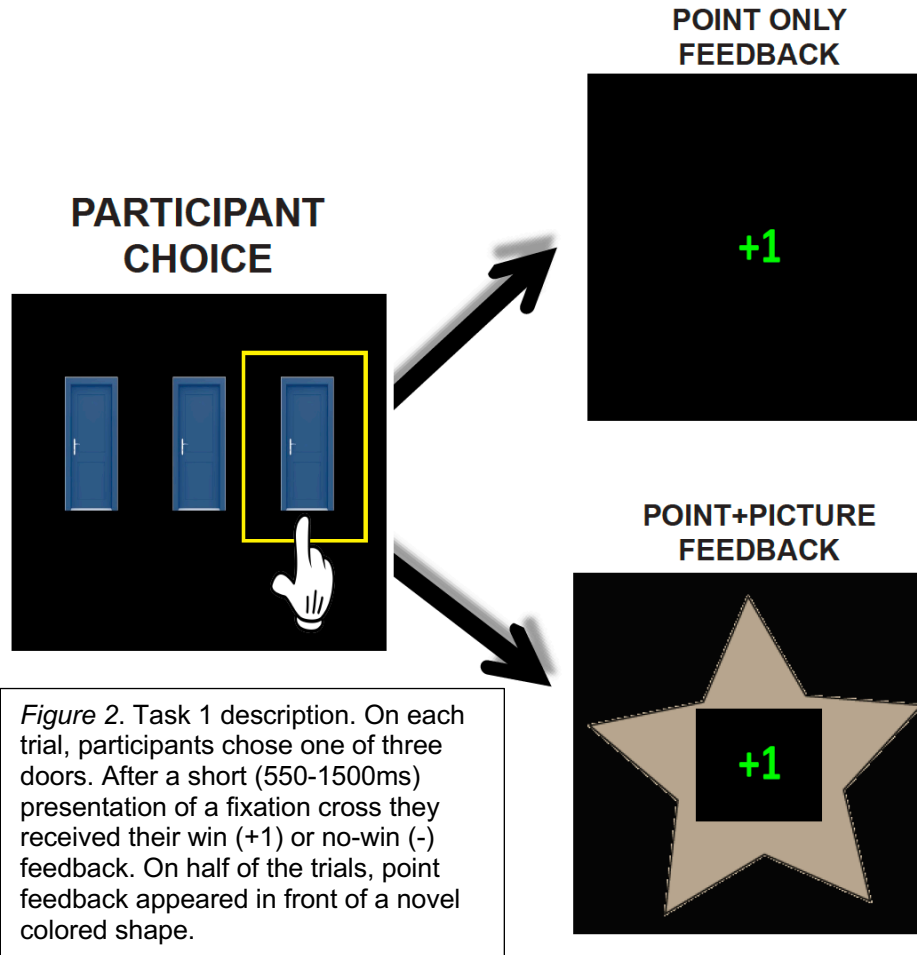 POINT ONLY
FEEDBACK
+1
PARTICIPANT
CHOICE
POINT+PICTURE
FEEDBACK
+1
Figure 2. Task 1 description. On each
trial, participants chose one of three
doors. After a short (550-1500ms)
presentation of a fixation cross they
received their win (+1) or no-win (-)
feedback. On half of the trials, point
feedback appeared in front of a novel
colored shape.